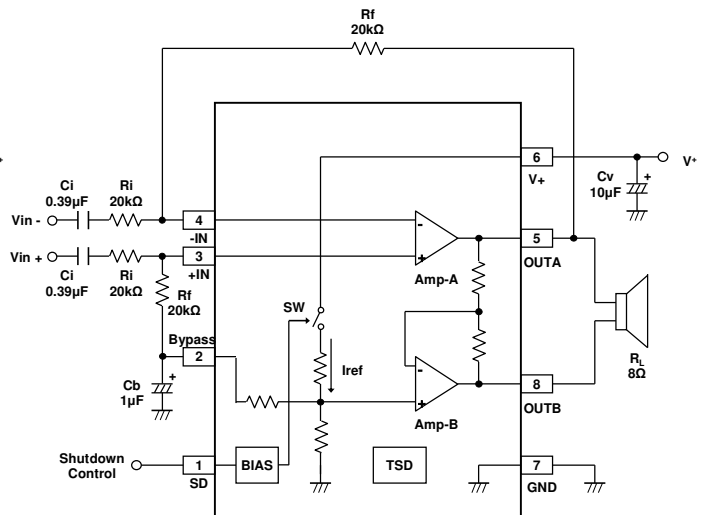 Rf
20kΩ
6
V+
Cv
10µF
+
V+
Ci
0.39µF
Ri
20kΩ
Vin -
4
-IN
Vin +
3
+IN
Ci
0.39µF
Ri
20kΩ
Rf
20kΩ
-
+
Amp-A
5
OUTA
SW
Bypass
2
Iref
Cb
1µF
+
-
+
Amp-B
8
OUTB
RL
8Ω
Shutdown
Control
1
SD
BIAS
TSD
7
GND